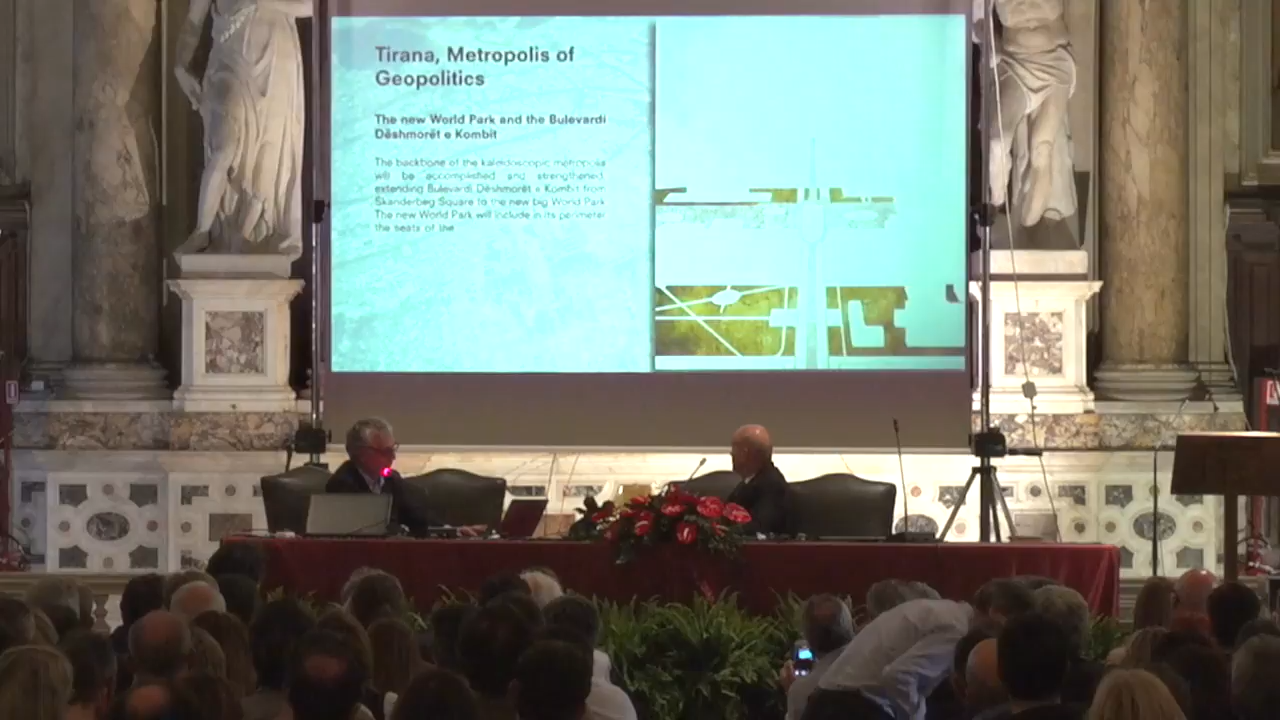 Tirana, Metropolis of
Geopolitics
The new World Park and the Bulevardi
Dëshmorët e Kombit
The backbone of the kaleidoscopic metropolis
will be accomplished and strengthened,
extending Bulevardi Dëshmorët e Kombit from
Skanderbeg Square to the new big World Park
The new World Park will include in its perimeter
the seats of the